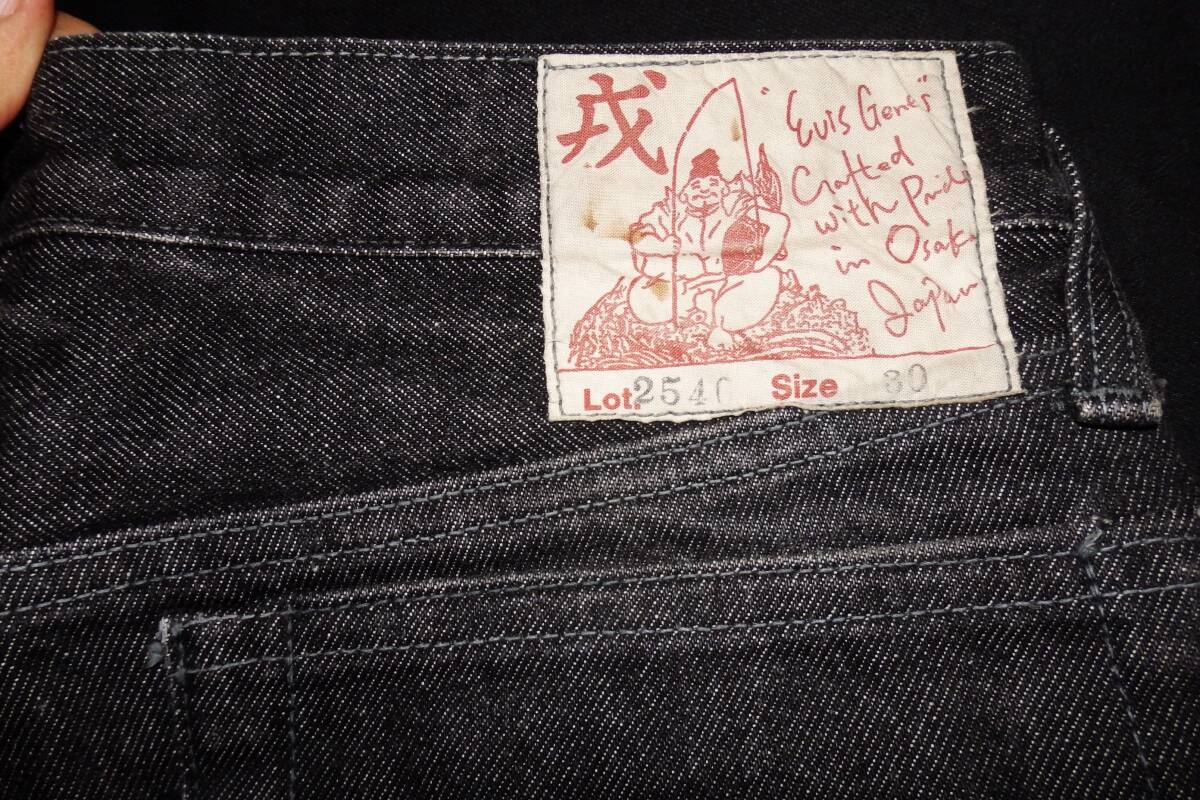 戎
"Evis Genes"
Crafted
with Pride
in Osaka
Japan
Lot. 2540 Size 30